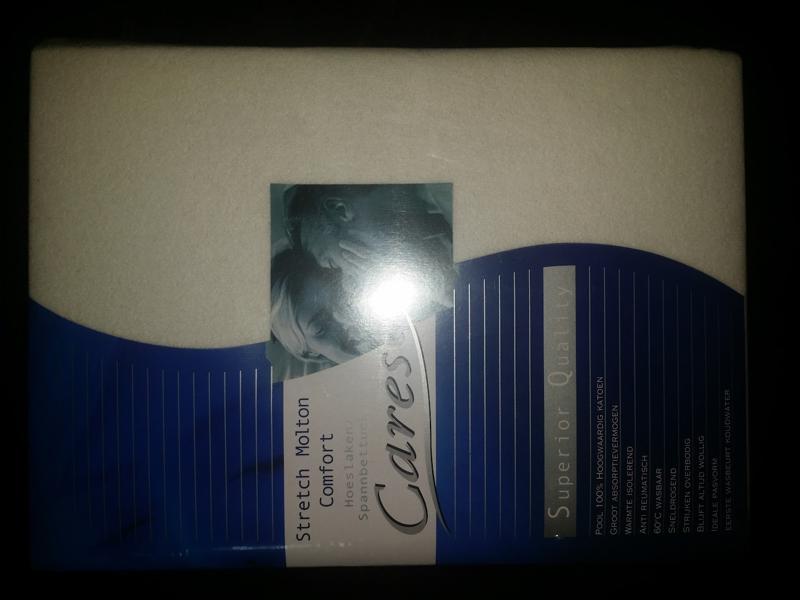 Stretch Molton
Comfort
Hoeslaken
Spannbettuch
Superior Quality
POOL 100% HOOGWAARDIG KATOEN
GROOT ABSORPTIEVERMOGEN
WARMTE ISOLEREND
ANTI REUMATISCH
60°C WASBAAR
SNELDROGEND
STRIJKEN OVERBODIG
BLIJFT ALTIJD WOLLIG
IDEALE PASVORM
EERSTE WASBEURT KOUDWATER